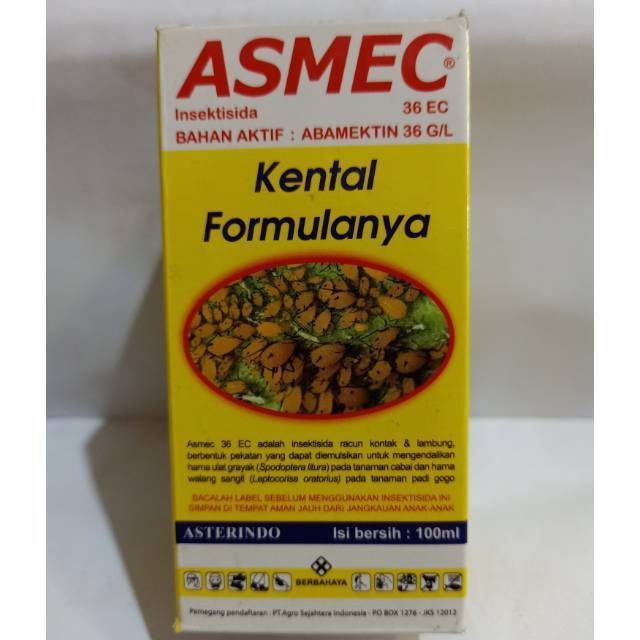 ASMEC®
Insektisida 36 EC
BAHAN AKTIF : ABAMEKTIN 36 G/L
Kental
Formulanya
Asmec 36 EC adalah insektisida racun kontak & lambung,
berbentuk pekatan yang dapat diemulsikan untuk mengendalikan
hama ulat grayak (Spodoptera litura) pada tanaman cabai dan hama
walang sangit (Leptocorisa oratorius) pada tanaman padi gogo
BACALAH LABEL SEBELUM MENGGUNAKAN INSEKTISIDA INI
SIMPAN DI TEMPAT AMAN JAUH DARI JANGKAUAN ANAK-ANAK
ASTERINDO Isi bersih : 100ml
BERBAHAYA
Pemegang pendaftaran : PT.Agro Sejahtera Indonesia - PO BOX 1276 - JKS 12012